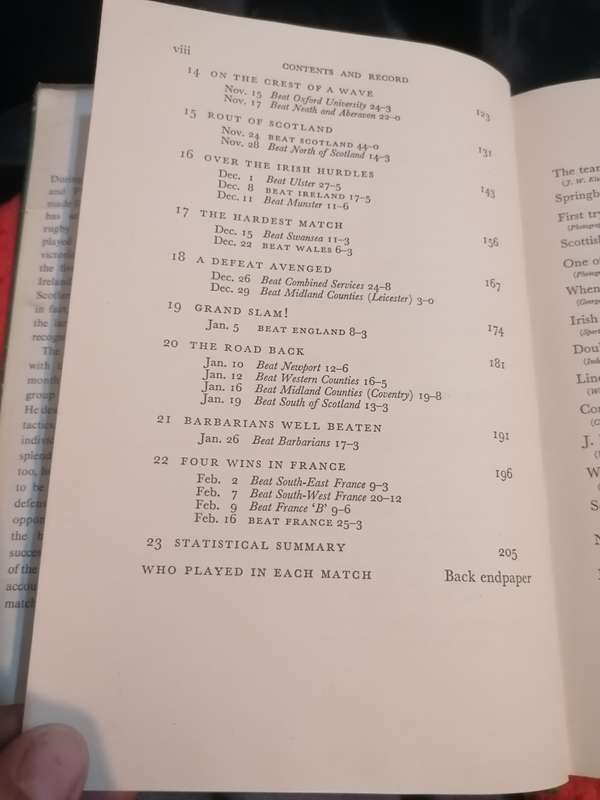 viii
CONTENTS AND RECORD
14 ON THE CREST OF A WAVE 123
Nov. 15 Beat Oxford University 24–3
Nov. 17 Beat Neath and Aberavon 22–0
15 ROUT OF SCOTLAND 131
Nov. 24 BEAT SCOTLAND 44–0
Nov. 28 Beat North of Scotland 14–3
16 OVER THE IRISH HURDLES 143
Dec. 1 Beat Ulster 27–5
Dec. 8 BEAT IRELAND 17–5
Dec. 11 Beat Munster 11–6
17 THE HARDEST MATCH 156
Dec. 15 Beat Swansea 11–3
Dec. 22 BEAT WALES 6–3
18 A DEFEAT AVENGED 167
Dec. 26 Beat Combined Services 24–8
Dec. 29 Beat Midland Counties (Leicester) 3–0
19 GRAND SLAM! 174
Jan. 5 BEAT ENGLAND 8–3
20 THE ROAD BACK 181
Jan. 10 Beat Newport 12–6
Jan. 12 Beat Western Counties 16–5
Jan. 16 Beat Midland Counties (Coventry) 19–8
Jan. 19 Beat South of Scotland 13–3
21 BARBARIANS WELL BEATEN 191
Jan. 26 Beat Barbarians 17–3
22 FOUR WINS IN FRANCE 196
Feb. 2 Beat South-East France 9–3
Feb. 7 Beat South-West France 20–12
Feb. 9 Beat France ‘B’ 9–6
Feb. 16 BEAT FRANCE 25–3
23 STATISTICAL SUMMARY 205
WHO PLAYED IN EACH MATCH Back endpaper
The
(J. W.
First
Scottish
One of
When
Irish
J.